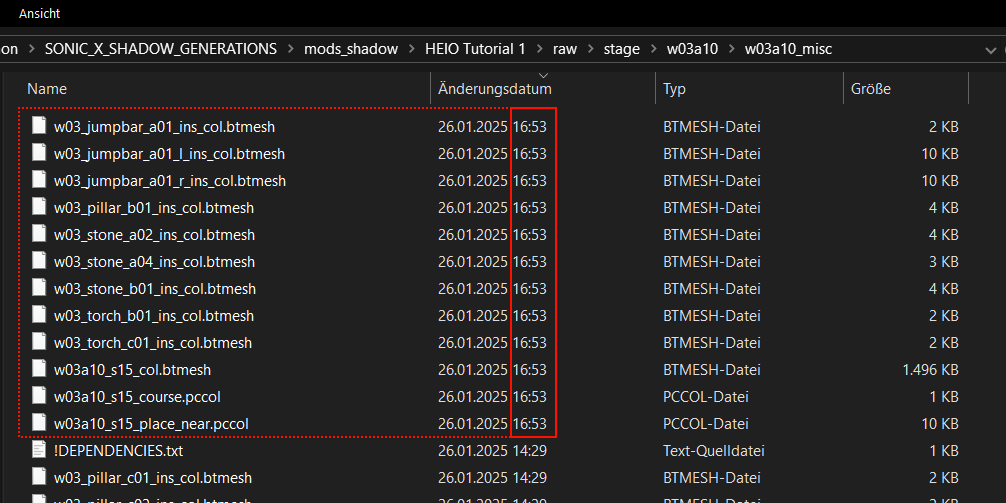 Ansicht
on > SONIC_X_SHADOW_GENERATIONS > mods_shadow > HEIO Tutorial 1 > raw > stage > w03a10 > w03a10_misc
Name Änderungsdatum Typ Größe
w03_jumpbar_a01_ins_col.btmesh 26.01.2025 16:53 BTMESH-Datei 2 KB
w03_jumpbar_a01_l_ins_col.btmesh 26.01.2025 16:53 BTMESH-Datei 10 KB
w03_jumpbar_a01_r_ins_col.btmesh 26.01.2025 16:53 BTMESH-Datei 10 KB
w03_pillar_b01_ins_col.btmesh 26.01.2025 16:53 BTMESH-Datei 4 KB
w03_stone_a02_ins_col.btmesh 26.01.2025 16:53 BTMESH-Datei 4 KB
w03_stone_a04_ins_col.btmesh 26.01.2025 16:53 BTMESH-Datei 3 KB
w03_stone_b01_ins_col.btmesh 26.01.2025 16:53 BTMESH-Datei 4 KB
w03_torch_b01_ins_col.btmesh 26.01.2025 16:53 BTMESH-Datei 2 KB
w03_torch_c01_ins_col.btmesh 26.01.2025 16:53 BTMESH-Datei 2 KB
w03a10_s15_col.btmesh 26.01.2025 16:53 BTMESH-Datei 1.496 KB
w03a10_s15_course.pccol 26.01.2025 16:53 PCCOL-Datei 1 KB
w03a10_s15_place_near.pccol 26.01.2025 16:53 PCCOL-Datei 10 KB
!DEPENDENCIES.txt 26.01.2025 14:29 Text-Quelldatei 1 KB
w03_pillar_c01_ins_col.btmesh 26.01.2025 14:29 BTMESH-Datei 2 KB
26.01.2025 14:29 BTMESH-Datei